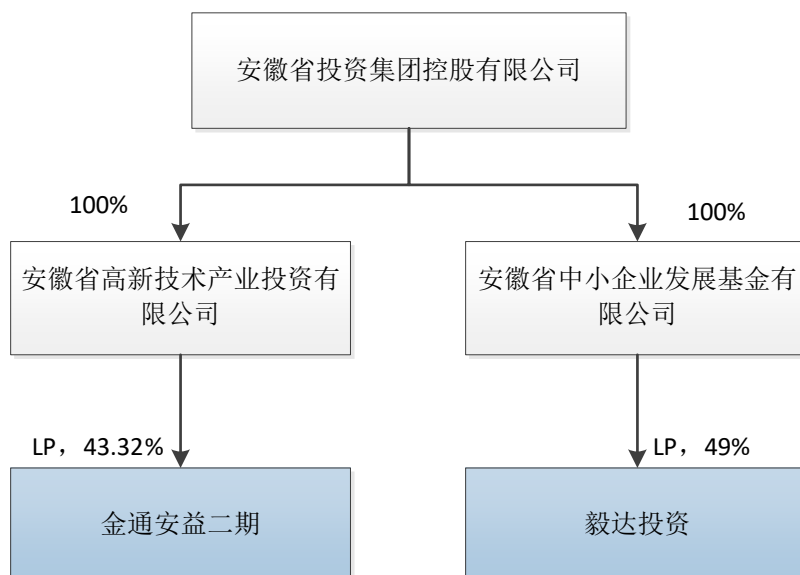 安徽省投资集团控股有限公司
100%
100%
安徽省高新技术产业投资有
限公司
安徽省中小企业发展基金有
限公司
LP，43.32%
LP，49%
金通安益二期
毅达投资